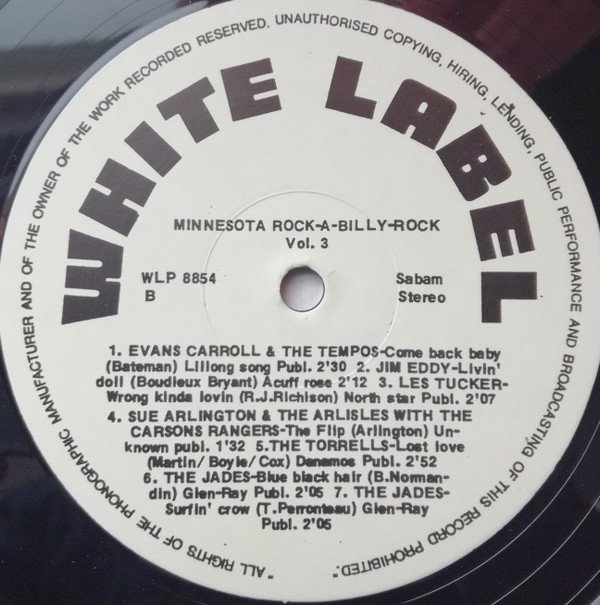 "ALL RIGHTS OF THE PHONOGRAPHIC MANUFACTURER AND OF THE OWNER OF THE WORK RECORDED RESERVED. UNAUTHORISED COPYING, HIRING, LENDING, PUBLIC PERFORMANCE AND BROADCASTING OF THIS RECORD PROHIBITED."
WHITE LABEL
MINNESOTA ROCK-A-BILLY-ROCK
Vol. 3
WLP 8854
B
Sabam
Stereo
1. EVANS CARROLL & THE TEMPOS-Come back baby
(Bateman) Lillong song Publ. 2'30 2. JIM EDDY-Livin'
doll (Boudleux Bryant) Acuff rose 2'12 3. LES TUCKER-
Wrong kinda lovin (R.J.Richison) North star Publ. 2'07
4. SUE ARLINGTON & THE ARLISLES WITH THE
CARSONS RANGERS-The Flip (Arlington) Un-
known publ. 1'32 5.THE TORRELLS-Lost love
(Martin/ Boyle/ Cox) Danamos Publ. 2'52
6. THE JADES-Blue black hair (B.Norman-
din) Glen-Ray Publ. 2'05 7. THE JADES-
Surfin' crow (T.Perronteau) Glen-Ray
Publ. 2'05